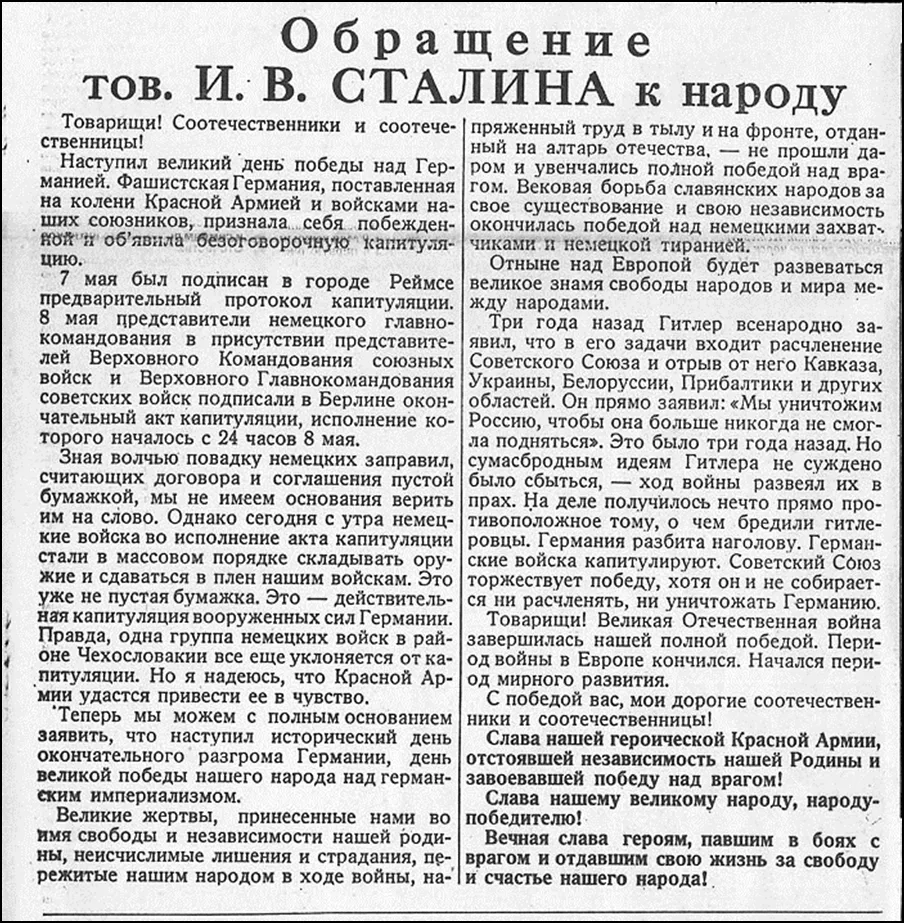 Обращение
тов. И. В. СТАЛИНА к народу
Товарищи! Соотечественники и соотече-
ственницы!
Наступил великий день победы над Гер-
манией. Фашистская Германия, поставленная
на колени Красной Армией и войсками на-
ших союзников, признала себя побежден-
ной и об'явила безоговорочную капитуля-
цию.
7 мая был подписан в городе Реймсе
предварительный протокол капитуляции.
8 мая представители немецкого главно-
командования в присутствии представите-
лей Верховного Командования союзных
войск и Верховного Главнокомандования
советских войск подписали в Берлине окон-
чательный акт капитуляции, исполнение ко-
торого началось с 24 часов 8 мая.
Зная волчью повадку немецких заправил,
считающих договора и соглашения пустой
бумажкой, мы не имеем основания верить
им на слово. Однако сегодня с утра немец-
кие войска во исполнение акта капитуляции
стали в массовом порядке складывать ору-
жие и сдаваться в плен нашим войскам. Это
уже не пустая бумажка. Это — действитель-
ная капитуляция вооруженных сил Германии.
Правда, одна группа немецких войск в рай-
оне Чехословакии все еще уклоняется от ка-
питуляции. Но я надеюсь, что Красной Ар-
мии удастся привести ее в чувство.
Теперь мы можем с полным основанием
заявить, что наступил исторический день
окончательного разгрома Германии, день
великой победы нашего народа над герман-
ским империализмом.
Великие жертвы, принесенные нами во
имя свободы и независимости нашей роди-
ны, неисчислимые лишения и страдания, пе-
режитые нашим народом в ходе войны, на-
пряженный труд в тылу и на фронте, отдан-
ный на алтарь отечества, — не прошли да-
ром и увенчались полной победой над вра-
гом. Вековая борьба славянских народов за
свое существование и свою независимость
окончилась победой над немецкими захват-
чиками и немецкой тиранией.
Отныне над Европой будет развеваться
великое знамя свободы народов и мира ме-
жду народами.
Три года назад Гитлер всенародно за-
явил, что в его задачи входит расчленение
Советского Союза и отрыв от него Кавказа,
Украины, Белоруссии, Прибалтики и других
областей. Он прямо заявил: «Мы уничтожим
Россию, чтобы она больше никогда не смог-
ла подняться». Это было три года назад. Но
сумасбродным идеям Гитлера не суждено
было сбыться, — ход войны развеял их в
прах. На деле получилось нечто прямо про-
тивоположное тому, о чем бредили гитле-
ровцы. Германия разбита наголову. Герман-
ские войска капитулируют. Советский Союз
торжествует победу, хотя он и не собирает-
ся ни расчленять, ни уничтожать Германию.
Товарищи! Великая Отечественная война
завершилась нашей полной победой. Пери-
од войны в Европе кончился. Начался пери-
од мирного развития.
С победой вас, мои дорогие соотечествен-
ники и соотечественницы!
Слава нашей героической Красной Армии,
отстоявшей независимость нашей Родины и
завоевавшей победу над врагом!
Слава нашему великому народу, народу-
победителю!
Вечная слава героям, павшим в боях с
врагом и отдавшим свою жизнь за свободу
и счастье нашего народа!